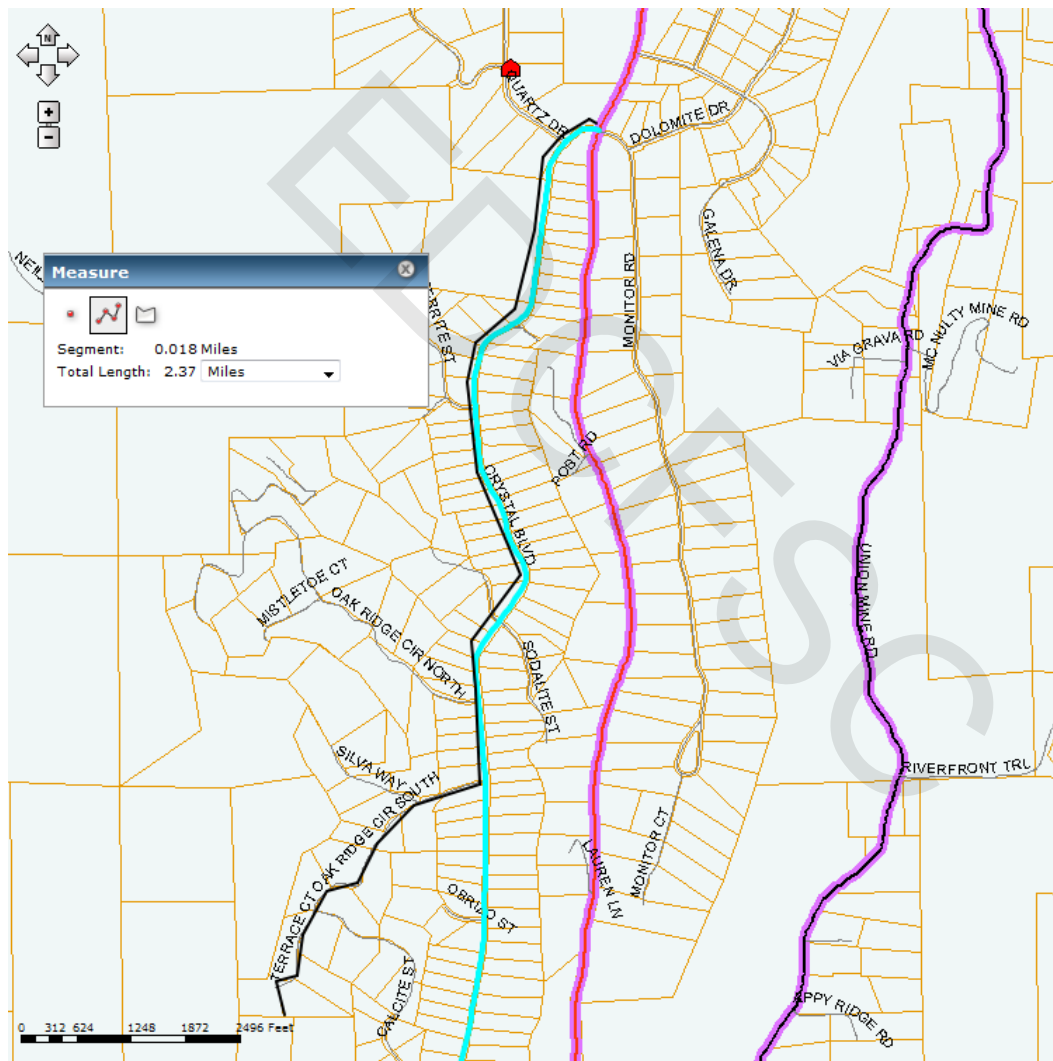 N
QUARTZ DR
DOLOMITE DR
GALENA DR.
MONITOR RD
Measure
Segment: 0.018 Miles
Total Length: 2.37 Miles
VIA GRAVA RD
MC NULTY MINE RD
POST RD
CRYSTAL BLVD
MISTLETOE CT
OAK RIDGE CIR NORTH
SODALITE ST
UNION MINE RD
SILVA WAY
OAK RIDGE CIR SOUTH
RIVERFRONT TRL
MONITOR CT
LAUREN LN
OBRIZO ST
TERRACE CT
CALCITE ST
0 312 624 1248 1872 2496 Feet
EDCFSC